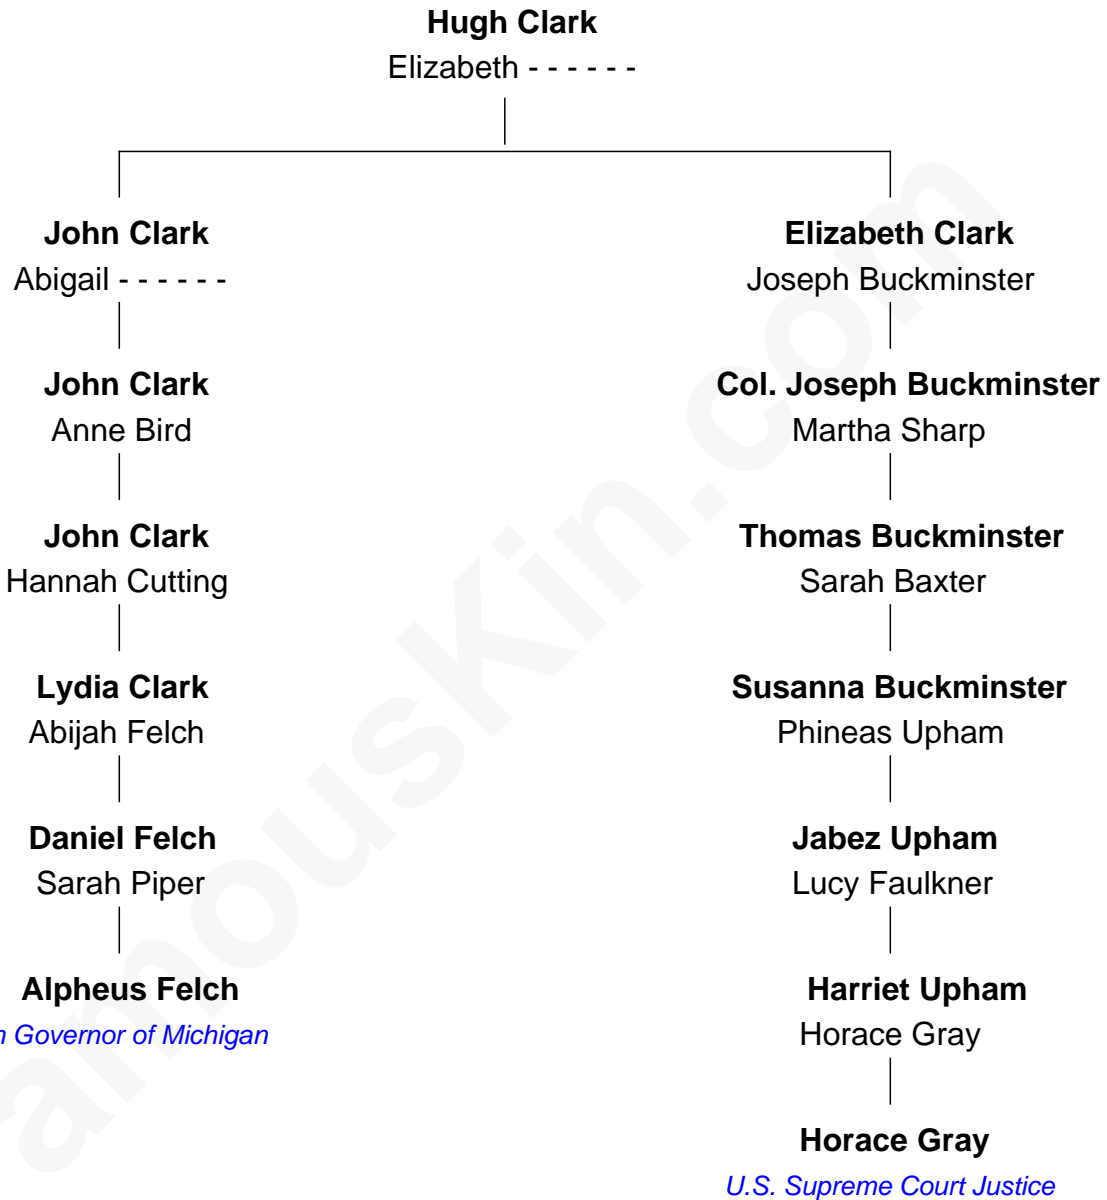 Hugh Clark
Elizabeth - - - - - -
John Clark
Abigail - - - - - -
John Clark
Anne Bird
John Clark
Hannah Cutting
Lydia Clark
Abijah Felch
Daniel Felch
Sarah Piper
Alpheus Felch
Governor of Michigan
Elizabeth Clark
Joseph Buckminster
Col. Joseph Buckminster
Martha Sharp
Thomas Buckminster
Sarah Baxter
Susanna Buckminster
Phineas Upham
Jabez Upham
Lucy Faulkner
Harriet Upham
Horace Gray
Horace Gray
U.S. Supreme Court Justice
amouskin.com